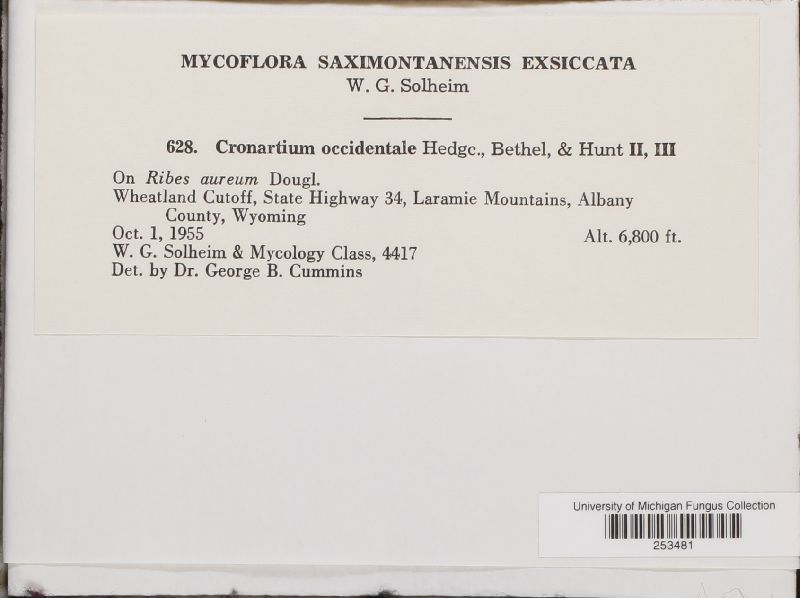 MYCOFLORA SAXIMONTANENSIS EXSICCATA
W. G. Solheim
628. Cronartium occidentale Hedgc., Bethel, & Hunt II, III
On Ribes aureum Dougl.
Wheatland Cutoff, State Highway 34, Laramie Mountains, Albany
County, Wyoming
Oct. 1, 1955 Alt. 6,800 ft.
W. G. Solheim & Mycology Class, 4417
Det. by Dr. George B. Cummins
University of Michigan Fungus Collection
253481